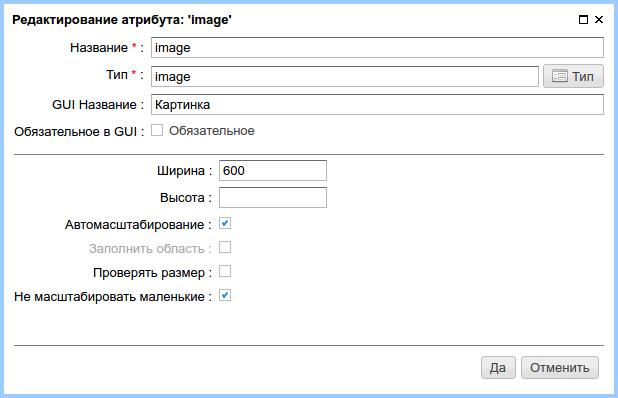 Редактирование атрибута: 'image'
Название * : image
Тип * : image Тип
GUI Название : Картинка
Обязательное в GUI : Обязательное
Ширина : 600
Высота :
Автомасштабирование :
Заполнить область :
Проверять размер :
Не масштабировать маленькие :
Да Отменить